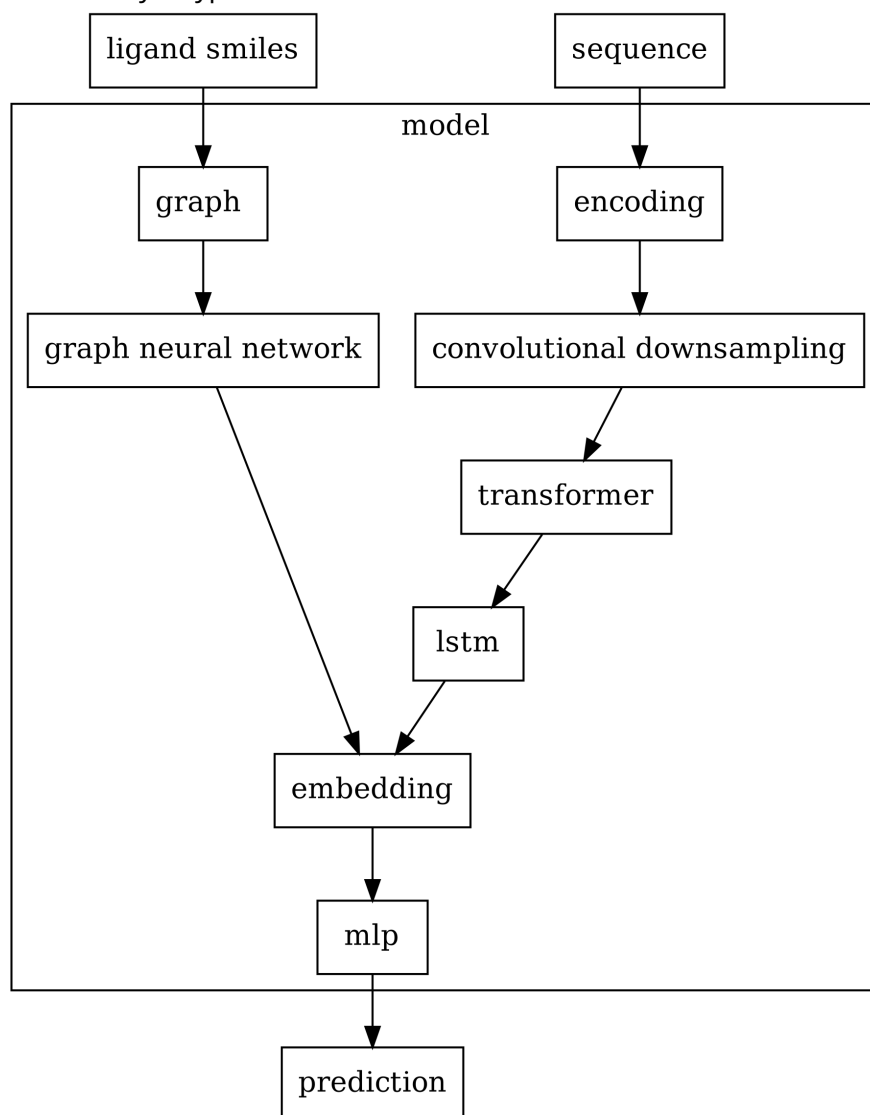 ligand smiles
sequence
model
graph
encoding
graph neural network
convolutional downsampling
transformer
lstm
embedding
mlp
prediction